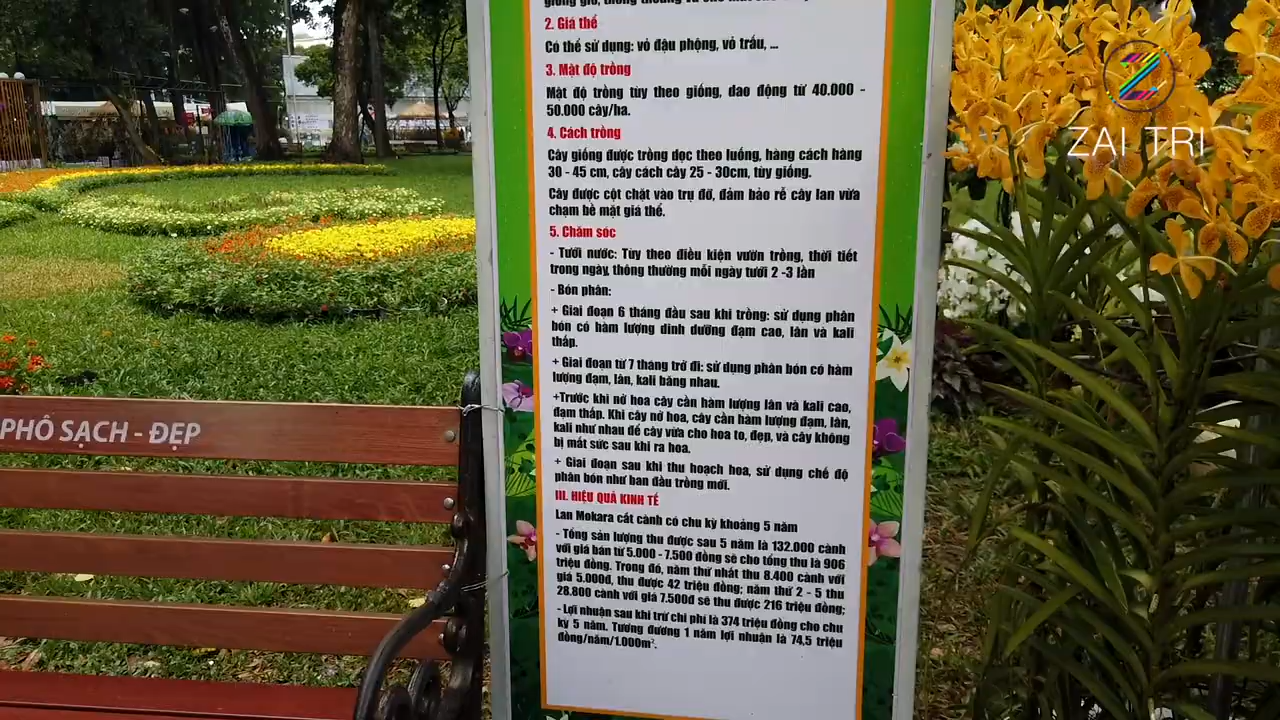 2. Giá thể
Có thể sử dụng: vỏ đậu phộng, vỏ trấu, ...
3. Mật độ trồng
Mật độ trồng tùy theo giống, dao động từ 40.000 -
50.000 cây/ha.
4. Cách trồng
Cây giống được trồng dọc theo luống, hàng cách hàng
30 - 45 cm, cây cách cây 25 - 30cm, tùy giống.
Cây được cột chặt vào trụ đỡ, đảm bảo rễ cây lan vừa
chạm bề mặt giá thể.
5. Chăm sóc
- Tưới nước: Tùy theo điều kiện vườn trồng, thời tiết
trong ngày, thông thường mỗi ngày tưới 2 -3 lần
- Bón phân:
+ Giai đoạn 6 tháng đầu sau khi trồng: sử dụng phân
bón có hàm lượng dinh dưỡng đạm cao, lân và kali
thấp.
+ Giai đoạn từ 7 tháng trở đi: sử dụng phân bón có hàm
lượng đạm, lân, kali bằng nhau.
+Trước khi nở hoa cây cần hàm lượng lân và kali cao,
đạm thấp. Khi cây nở hoa, cây cần hàm lượng đạm, lân,
kali như nhau để cây vừa cho hoa to, đẹp, và cây không
bị mất sức sau khi ra hoa.
+ Giai đoạn sau khi thu hoạch hoa, sử dụng chế độ
phân bón như ban đầu trồng mới.
III. HIỆU QUẢ KINH TẾ
Lan Mokara cắt cành có chu kỳ khoảng 5 năm
- Tổng sản lượng thu được sau 5 năm là 132.000 cành
với giá bán từ 5.000 - 7.500 đồng sẽ cho tổng thu là 906
triệu đồng. Trong đó, năm thứ nhất thu 8.400 cành với
giá 5.000đ, thu được 42 triệu đồng; năm thứ 2 - 5 thu
28.800 cành với giá 7.500đ sẽ thu được 216 triệu đồng;
- Lợi nhuận sau khi trừ chi phí là 374 triệu đồng cho chu
kỳ 5 năm. Tương đương 1 năm lợi nhuận là 74,5 triệu
đồng/năm/1.000m².
PHÔ SẠCH - ĐẸP
ZAI TRI